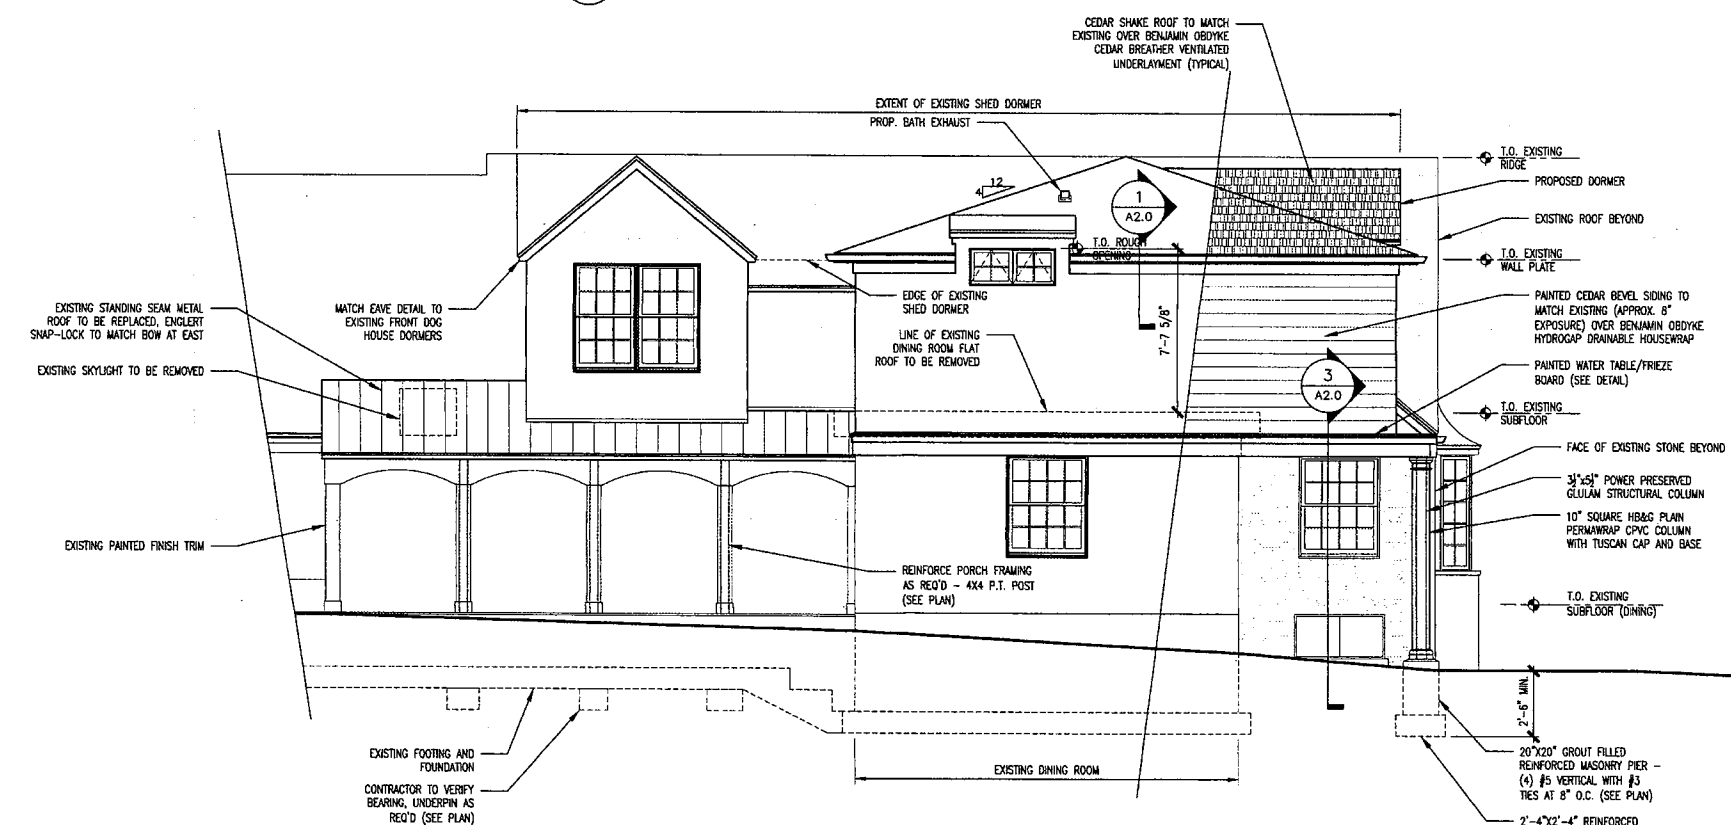 CEDAR SHAKE ROOF TO MATCH
EXISTING OVER BENJAMIN OBDYKE
CEDAR BREATHER VENTILATED
UNDERLAYMENT (TYPICAL)
EXTENT OF EXISTING SHED DORMER
PROP. BATH EXHAUST
T.O. EXISTING
RIDGE
PROPOSED DORMER
12
4
1
A2.0
EXISTING ROOF BEYOND
T.O. ROUGH
OPENING
T.O. EXISTING
WALL PLATE
EXISTING STANDING SEAM METAL
ROOF TO BE REPLACED, ENGLERT
SNAP-LOCK TO MATCH BOW AT EAST
MATCH EAVE DETAIL TO
EXISTING FRONT DOG
HOUSE DORMERS
EDGE OF EXISTING
SHED DORMER
LINE OF EXISTING
DINING ROOM FLAT
ROOF TO BE REMOVED
7'-7 5/8"
PAINTED CEDAR BEVEL SIDING TO
MATCH EXISTING (APPROX. 8"
EXPOSURE) OVER BENJAMIN OBDYKE
HYDROGAP DRAINABLE HOUSEWRAP
EXISTING SKYLIGHT TO BE REMOVED
3
A2.0
PAINTED WATER TABLE/FRIEZE
BOARD (SEE DETAIL)
T.O. EXISTING
SUBFLOOR
FACE OF EXISTING STONE BEYOND
3½"x5½" POWER PRESERVED
GLULAM STRUCTURAL COLUMN
10" SQUARE HB&G PLAIN
PERMAWRAP CPVC COLUMN
WITH TUSCAN CAP AND BASE
EXISTING PAINTED FINISH TRIM
REINFORCE PORCH FRAMING
AS REQ'D - 4X4 P.T. POST
(SEE PLAN)
T.O. EXISTING
SUBFLOOR (DINING)
2'-6" MIN.
EXISTING FOOTING AND
FOUNDATION
CONTRACTOR TO VERIFY
BEARING, UNDERPIN AS
REQ'D (SEE PLAN)
EXISTING DINING ROOM
20"X20" GROUT FILLED
REINFORCED MASONRY PIER -
(4) #5 VERTICAL WITH #3
TIES AT 8" O.C. (SEE PLAN)
2'-4"X2'-4" REINFORCED